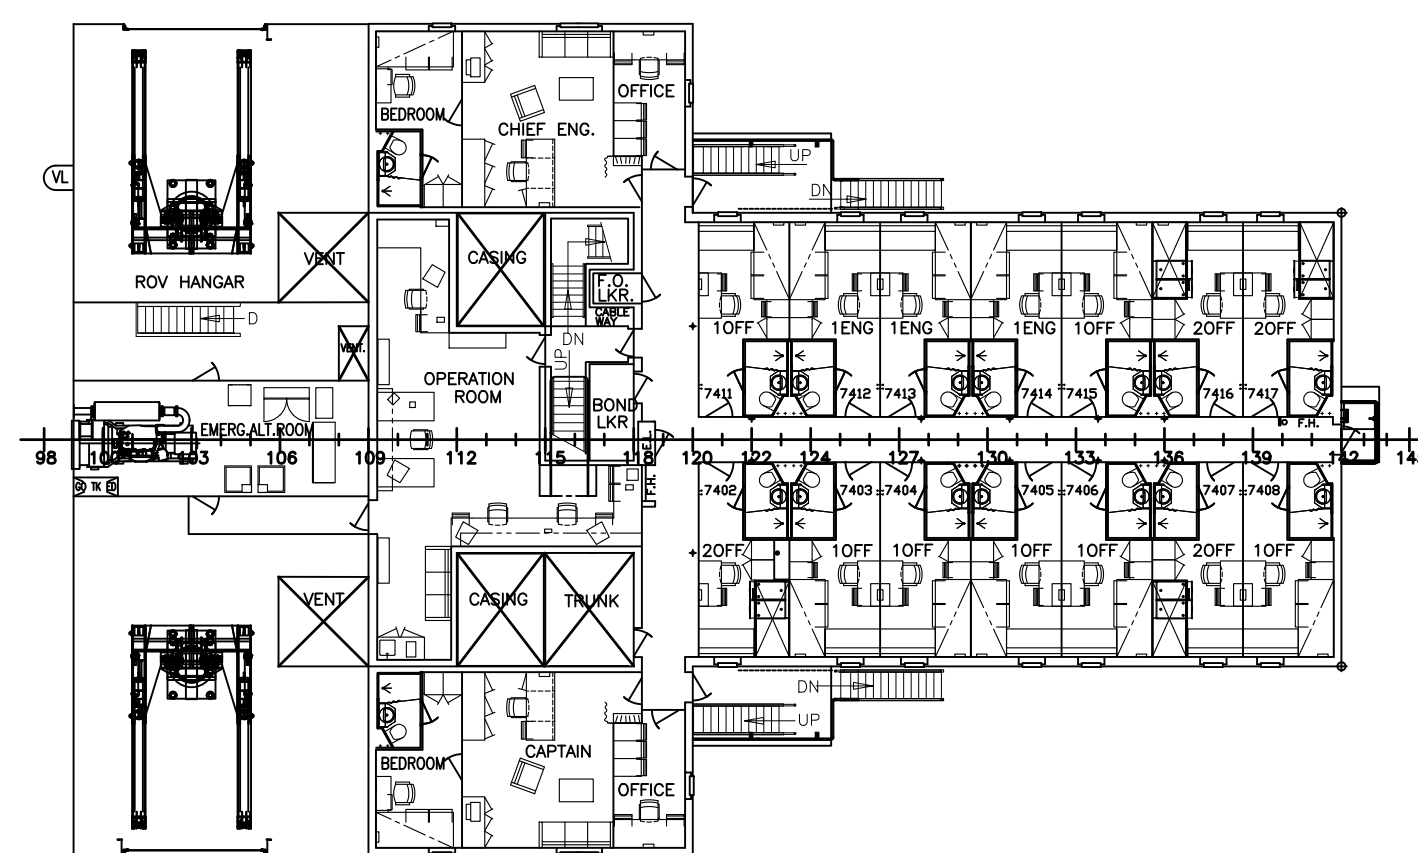 OFFICE
BEDROOM
CHIEF ENG.
UP
VL
DN
VENT
CASING
ROV HANGAR
F.O.
LKR.
CABLE
WAY
D
1OFF
1ENG
1ENG
1ENG
1OFF
2OFF
2OFF
VENT.
DN
UP
OPERATION
ROOM
7411
7412
7413
7414
7415
7416
7417
BOND
LKR
EMERG.ALT.ROOM
F.H.
E.L.
98
103
106
109
112
115
118
120
122
124
127
130
133
136
139
142
GO
TK
F.H.
7402
7403
7404
7405
7406
7407
7408
2OFF
1OFF
1OFF
1OFF
1OFF
2OFF
1OFF
VENT
CASING
TRUNK
DN
UP
CAPTAIN
BEDROOM
OFFICE